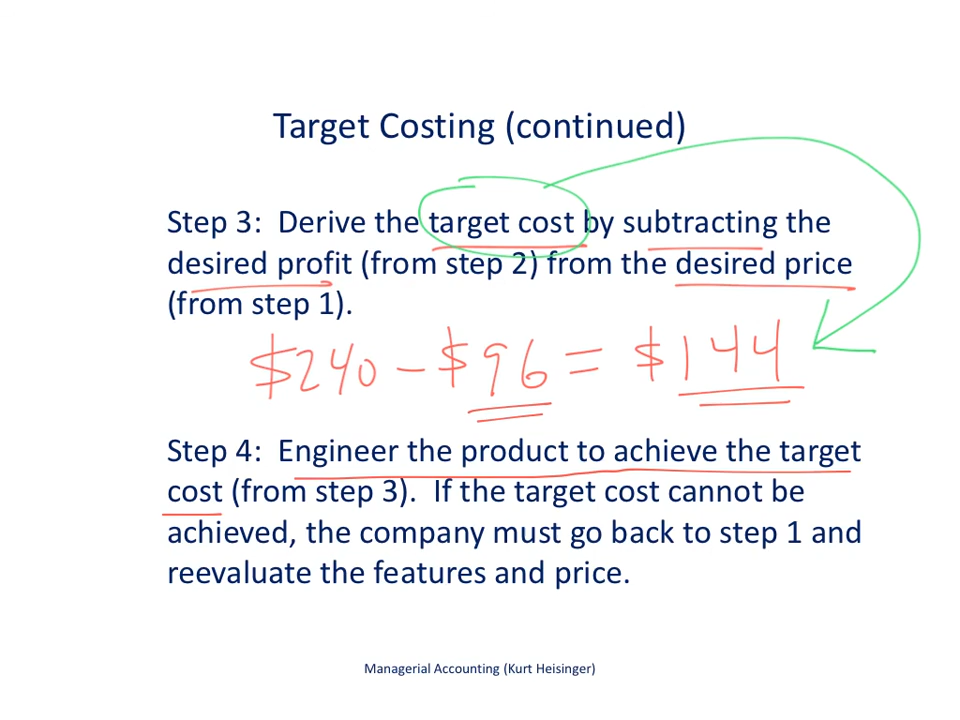 Target Costing (continued)
Step 3:  Derive the target cost by subtracting the
desired profit (from step 2) from the desired price
(from step 1).
$240 - $96 = $144
Step 4:  Engineer the product to achieve the target
cost (from step 3).  If the target cost cannot be
achieved, the company must go back to step 1 and
reevaluate the features and price.
Managerial Accounting (Kurt Heisinger)